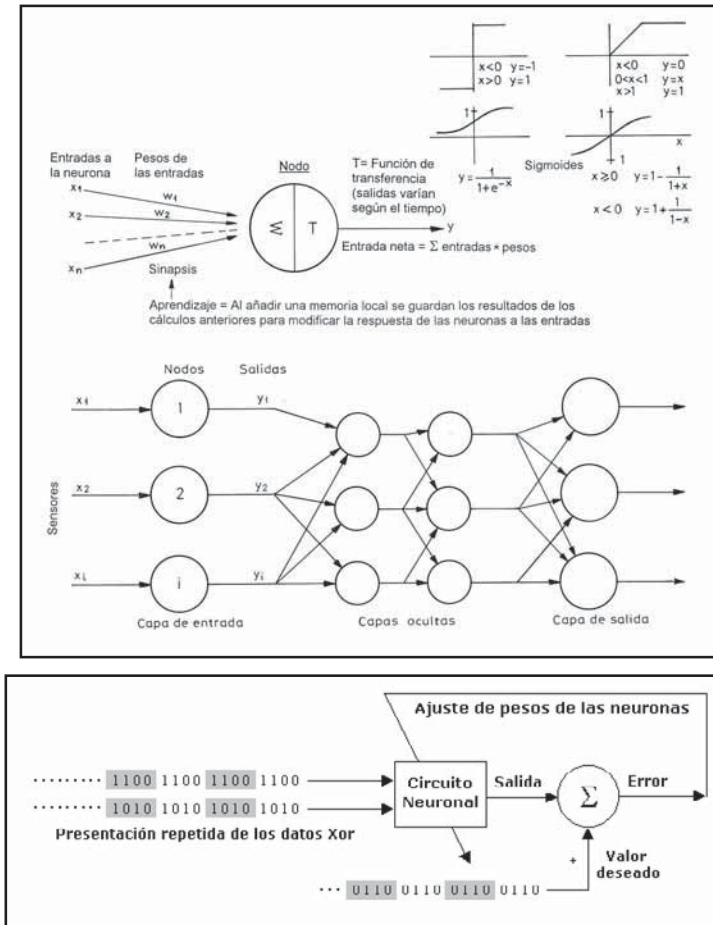 x<0 y=-1
x>0 y=1
x<0 y=0
0<x<1 y=x
x>1 y=1
1
1
x
1
Sigmoides
y = 1/(1+e^-x)
x⩾0 y=1-1/(1+x)
x<0 y=1+1/(1-x)
Entradas a
la neurona
Pesos de
las entradas
Nodo
T= Función de
transferencia
(salidas varían
según el tiempo)
x1
w1
x2
w2
xn
wn
Σ T
y
Entrada neta = Σ entradas * pesos
Sinapsis
Aprendizaje = Al añadir una memoria local se guardan los resultados de los
cálculos anteriores para modificar la respuesta de las neuronas a las entradas
Nodos Salidas
x1 1 y1
x2 2 y2
xi i yi
Sensores
Capa de entrada Capas ocultas Capa de salida
Ajuste de pesos de las neuronas
········· 1100 1100 1100 1100
········· 1010 1010 1010 1010
Presentación repetida de los datos Xor
Circuito
Neuronal
Salida
Σ
Error
+
Valor
deseado
··· 0110 0110 0110 0110